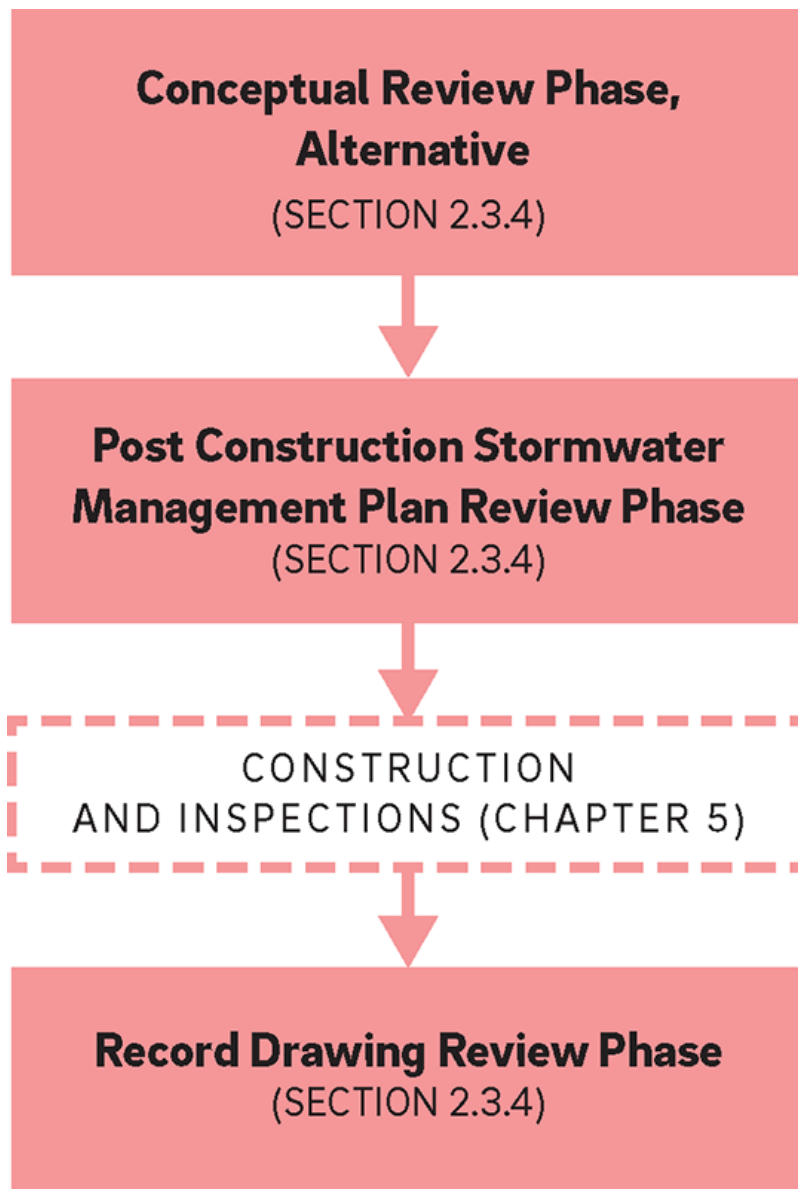 Conceptual Review Phase,
Alternative
(SECTION 2.3.4)
Post Construction Stormwater
Management Plan Review Phase
(SECTION 2.3.4)
CONSTRUCTION
AND INSPECTIONS (CHAPTER 5)
Record Drawing Review Phase
(SECTION 2.3.4)